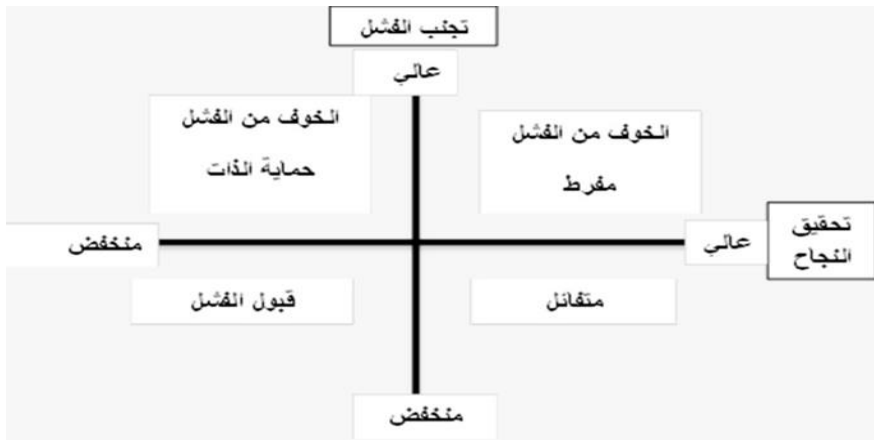 تجنب الفشل
عالي
الخوف من الفشل
مفرط
الخوف من الفشل
حماية الذات
تحقيق
النجاح
عالي
منخفض
متفائل
قبول الفشل
منخفض